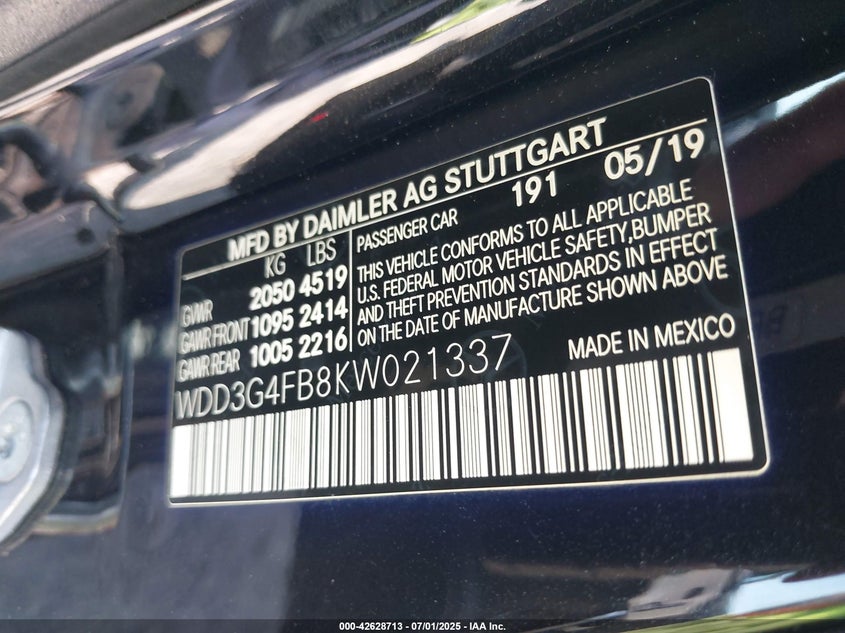 MFD BY DAIMLER AG STUTTGART
KG LBS
GVWR 2050 4519
GAWR FRONT 1095 2414
GAWR REAR 1005 2216
PASSENGER CAR 191 05/19
THIS VEHICLE CONFORMS TO ALL APPLICABLE
U.S. FEDERAL MOTOR VEHICLE SAFETY,BUMPER
AND THEFT PREVENTION STANDARDS IN EFFECT
ON THE DATE OF MANUFACTURE SHOWN ABOVE
WDD3G4FB8KW021337
MADE IN MEXICO
000-42628713 - 07/01/2025 - IAA Inc.